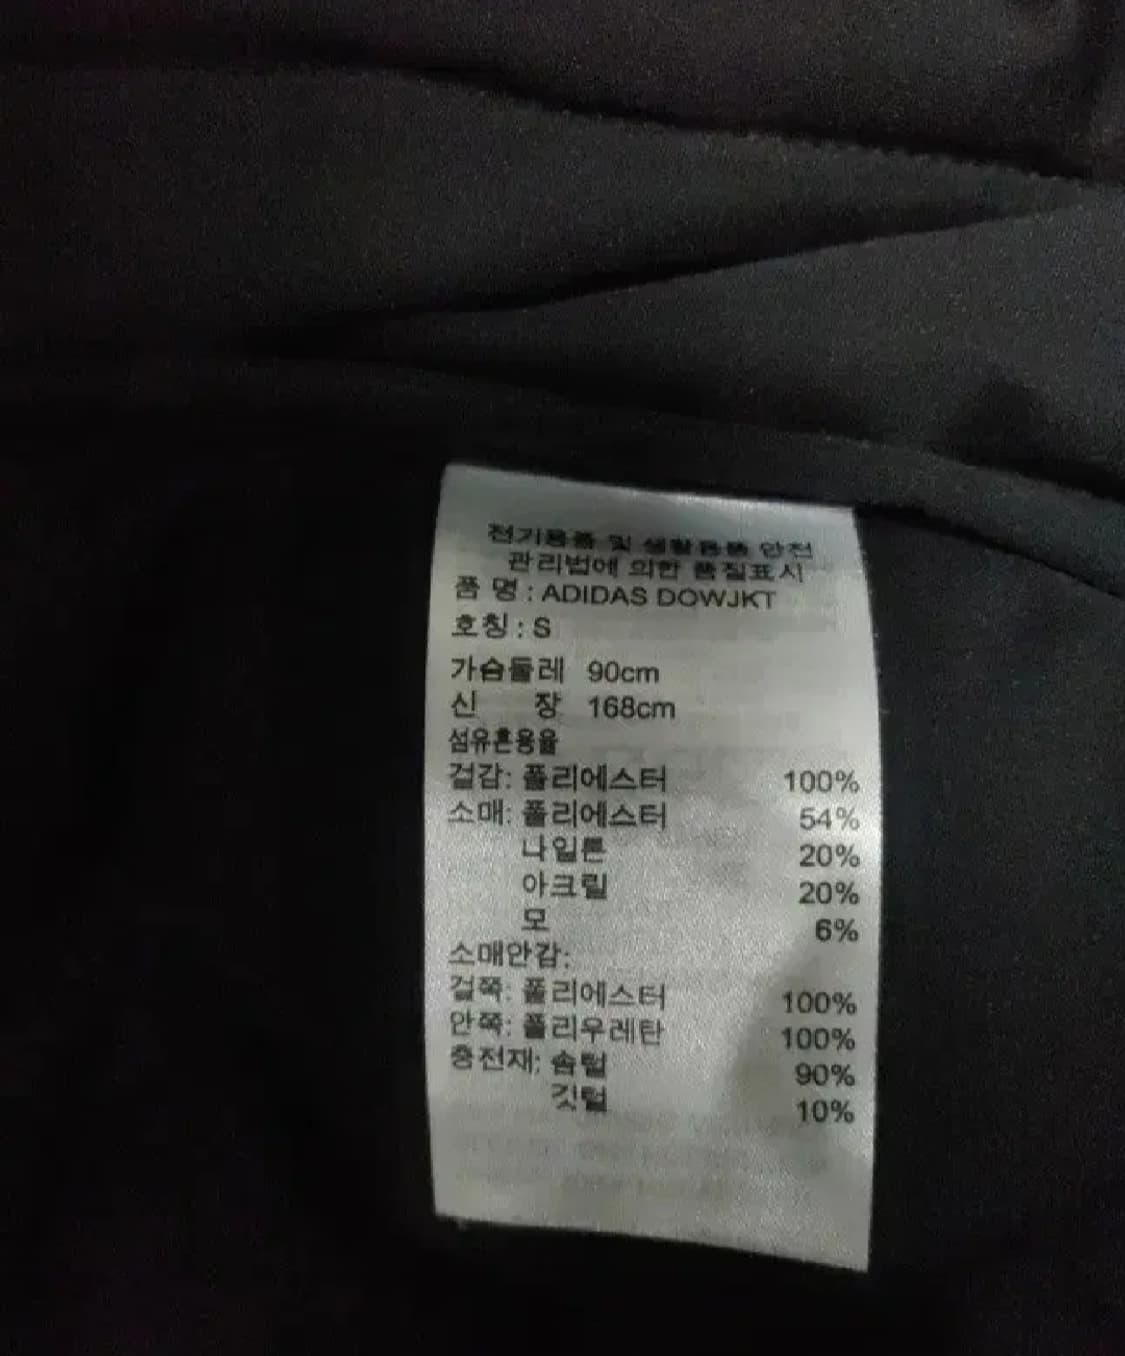 전기용품 및 생활용품 안전
관리법에 의한 품질표시
품 명 : ADIDAS DOWJKT
호칭 : S
가슴둘레 90cm
신 장 168cm
섬유혼용율
겉감: 폴리에스터 100%
소매: 폴리에스터 54%
나일론 20%
아크릴 20%
모 6%
소매안감:
겉쪽: 폴리에스터 100%
안쪽: 폴리우레탄 100%
충전재: 솜털 90%
깃털 10%